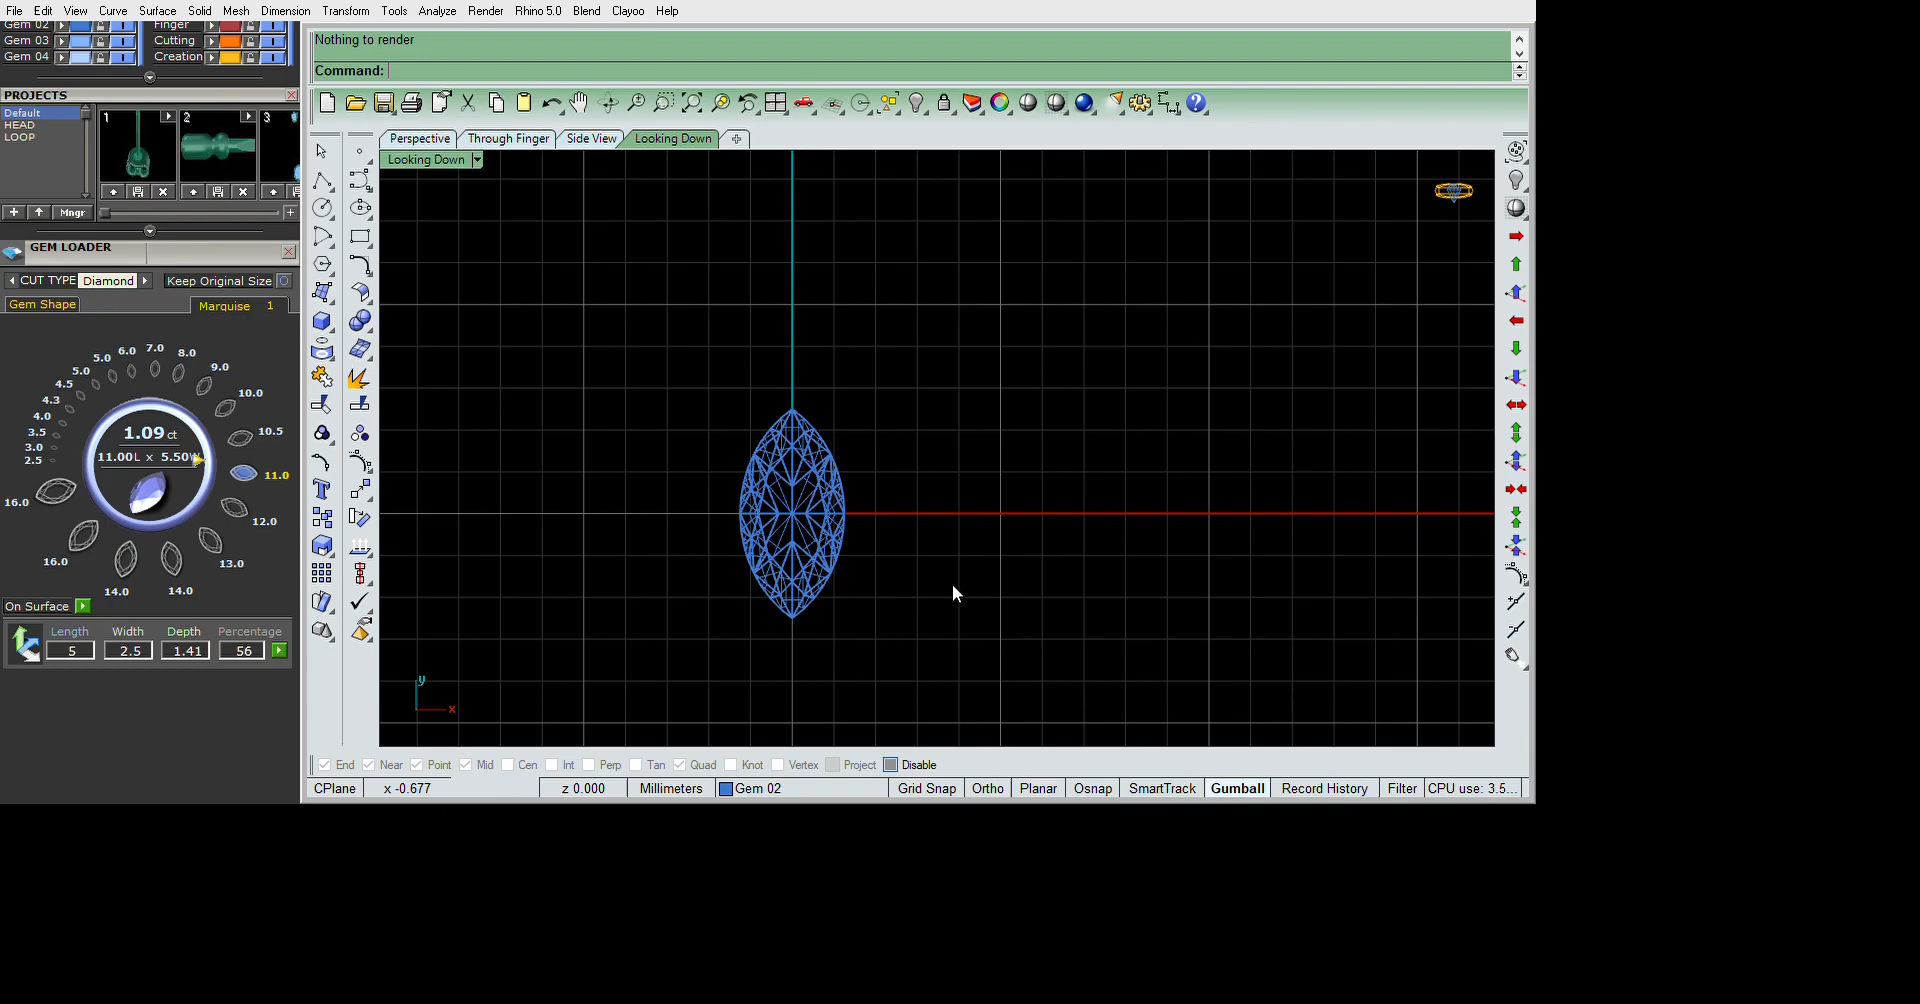 File Edit View Curve Surface Solid Mesh Dimension Transform Tools Analyze Render Rhino 5.0 Blend Clayoo Help
Gem 02 Finger
Gem 03 Cutting
Gem 04 Creation
PROJECTS
Default
HEAD
LOOP
1 2 3
Mngr
GEM LOADER
CUT TYPE Diamond Keep Original Size
Gem Shape Marquise 1
2.5
3.0
3.5
4.0
4.3
4.5
5.0
5.0
6.0
7.0
8.0
9.0
10.0
10.5
11.0
12.0
13.0
14.0
14.0
16.0
16.0
1.09 ct
11.00L x 5.50W
On Surface
Length Width Depth Percentage
5 2.5 1.41 56
Nothing to render
Command:
Perspective Through Finger Side View Looking Down
Looking Down
y
x
End Near Point Mid Cen Int Perp Tan Quad Knot Vertex Project Disable
CPlane x -0.677 z 0.000 Millimeters Gem 02 Grid Snap Ortho Planar Osnap SmartTrack Gumball Record History Filter CPU use: 3.5...